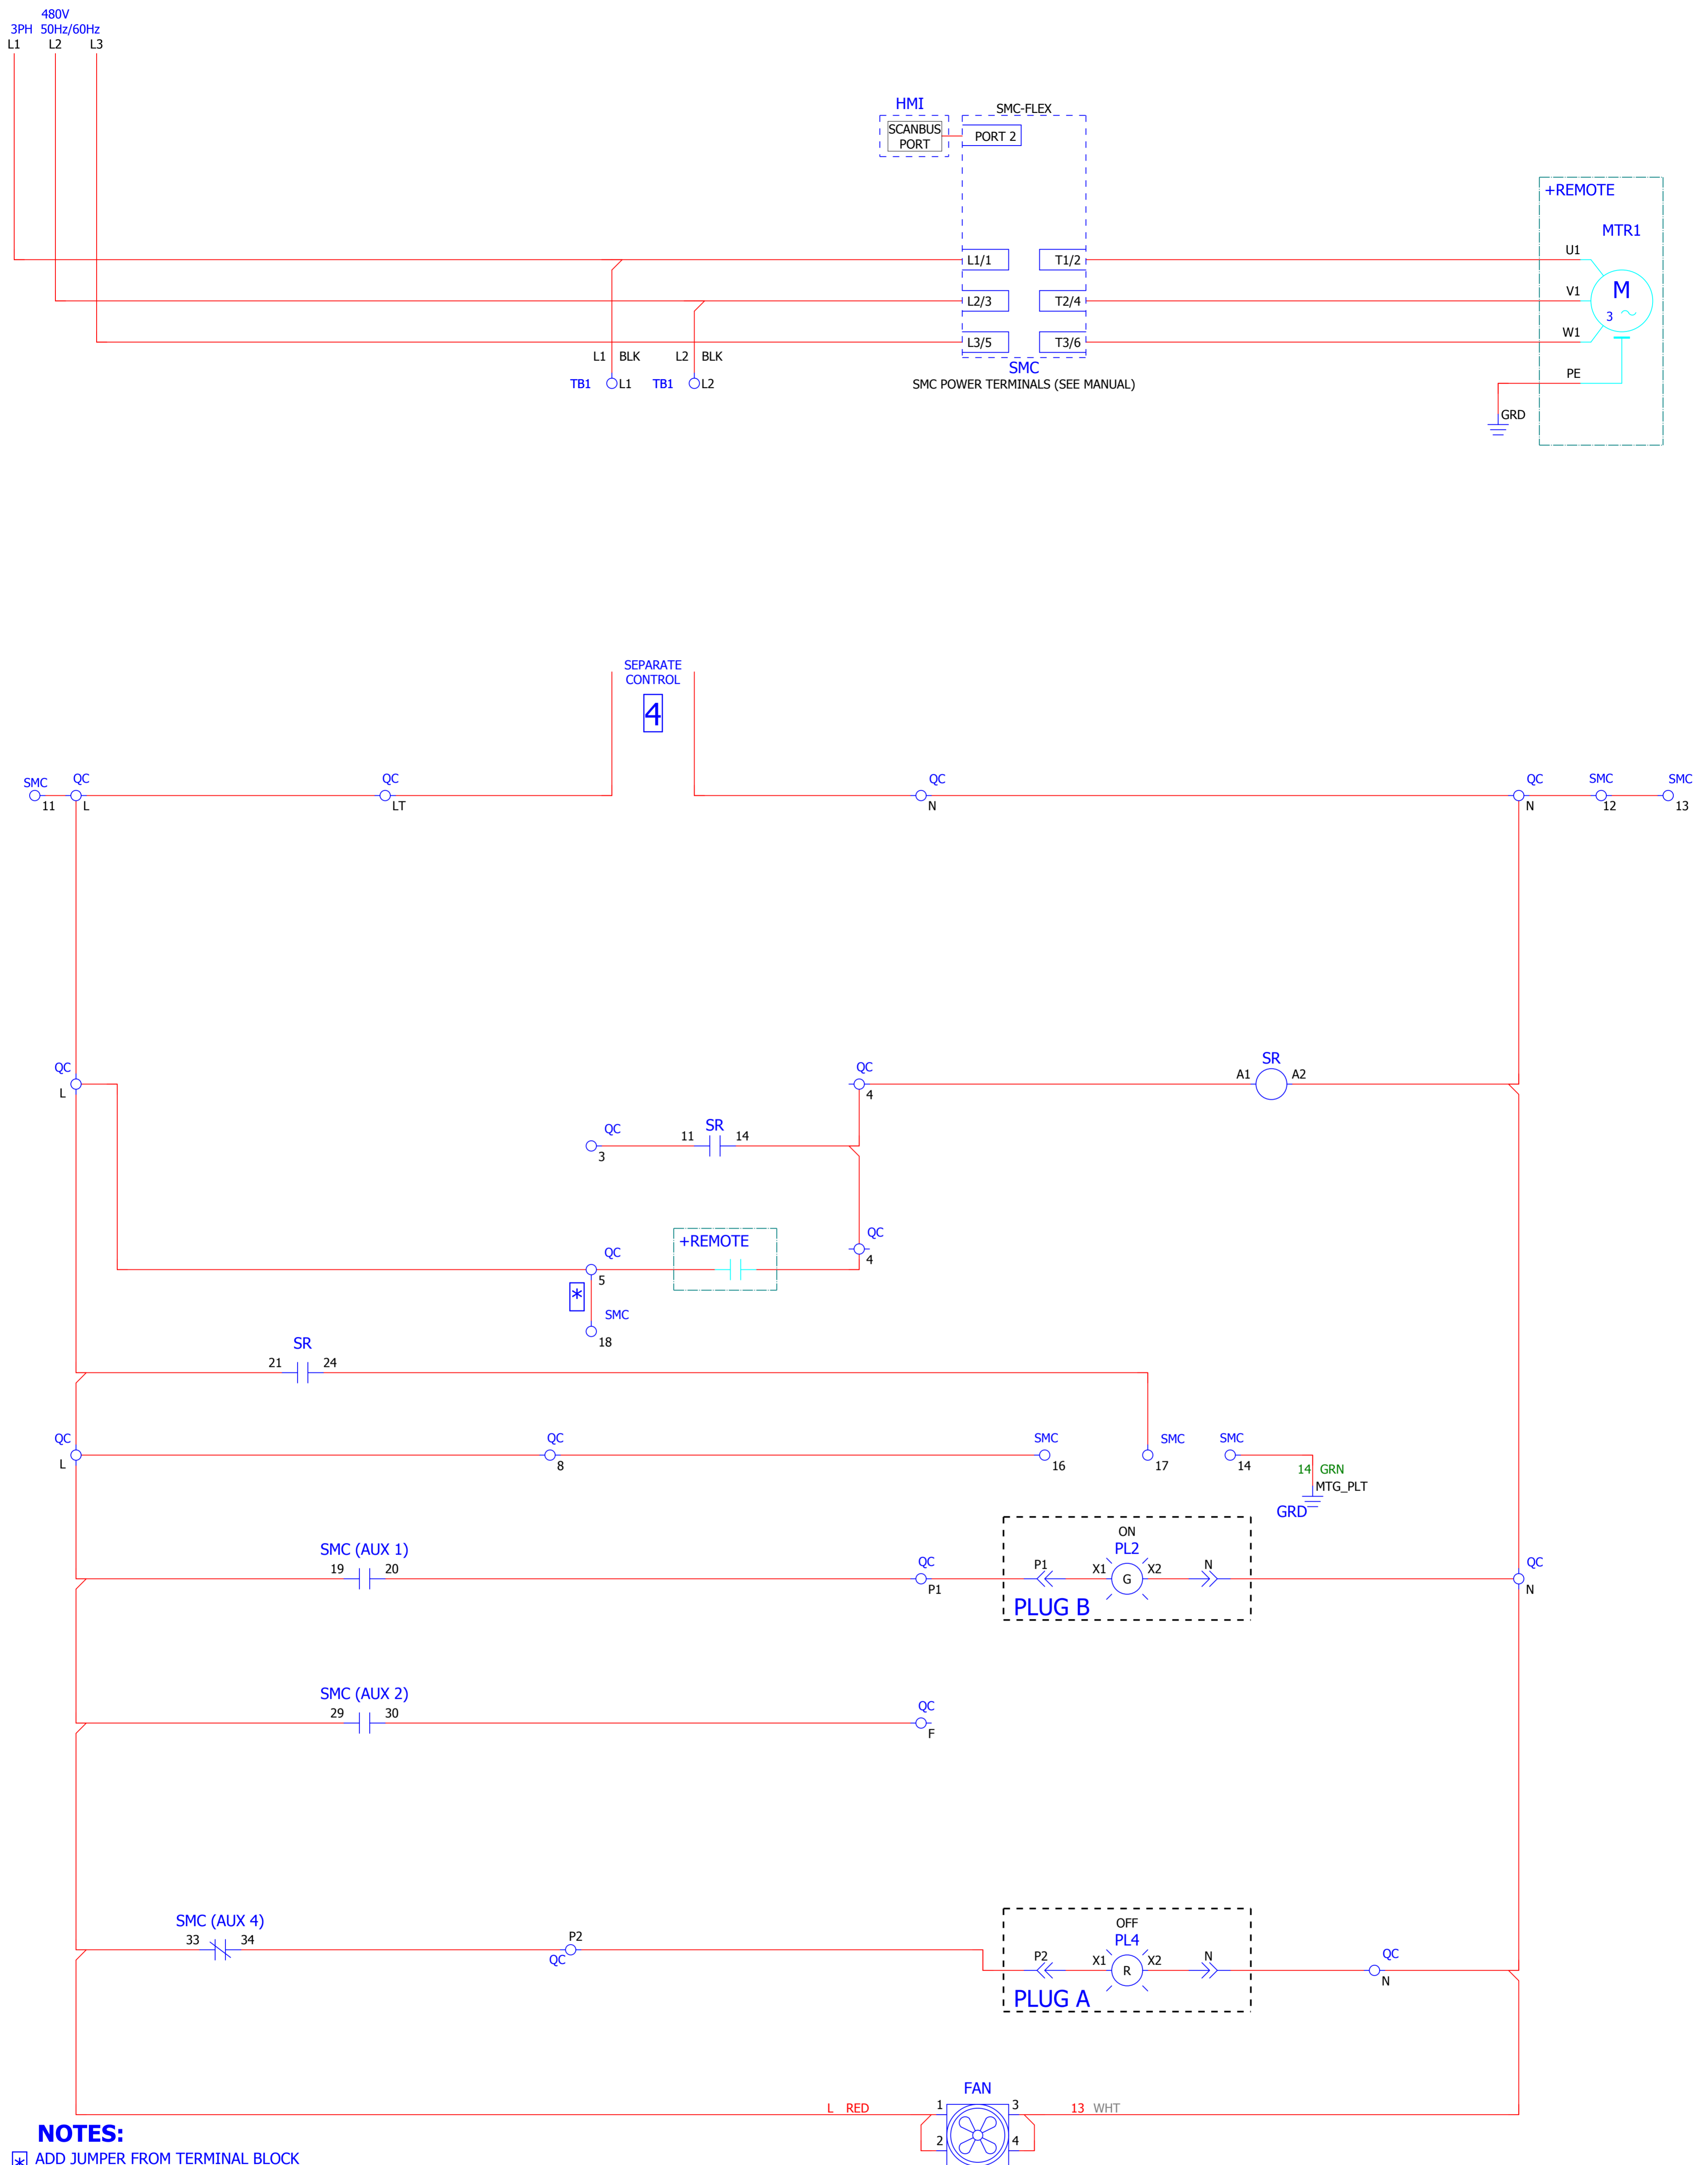 480V
3PH 50Hz/60Hz
L1 L2 L3
HMI
SMC-FLEX
SCANBUS
PORT
PORT 2
+REMOTE
MTR1
L1/1 T1/2 U1
L2/3 T2/4 V1
M
3
L3/5 T3/6 W1
L1 BLK L2 BLK
SMC
SMC POWER TERMINALS (SEE MANUAL)
TB1 L1 TB1 L2
PE
GRD
SEPARATE
CONTROL
4
SMC QC QC QC QC SMC SMC
11 L LT N N 12 13
QC QC SR
A1 A2
L 4
QC 11 SR 14
3
+REMOTE QC
4
QC
5
*
SMC
18
SR
21 24
QC QC SMC SMC SMC
L 8 16 17 14
14 GRN
MTG_PLT
GRD
ON
SMC (AUX 1) PL2
19 20 QC P1 X1 G X2 N QC
P1 N
PLUG B
SMC (AUX 2)
29 30 QC
F
SMC (AUX 4) OFF
33 34 P2 PL4
QC P2 X1 R X2 N QC
N
PLUG A
FAN
L RED 1 3 13 WHT
2 4
NOTES:
* ADD JUMPER FROM TERMINAL BLOCK